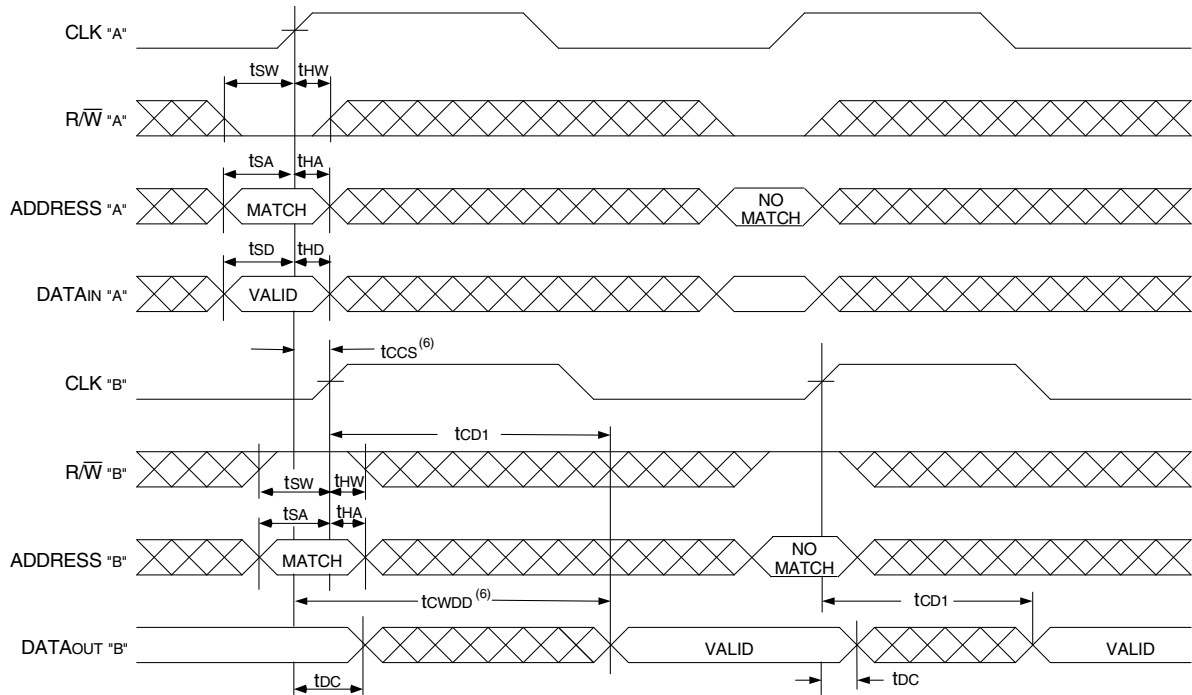 CLK "A"
tSW tHW
R/W̅ "A"
tSA tHA
ADDRESS "A" MATCH NO MATCH
tSD tHD
DATAIN "A" VALID
tCCS (6)
CLK "B"
tCD1
R/W̅ "B"
tSW tHW
tSA tHA
ADDRESS "B" MATCH NO MATCH
tCWDD (6) tCD1
DATAOUT "B" VALID VALID
tDC tDC